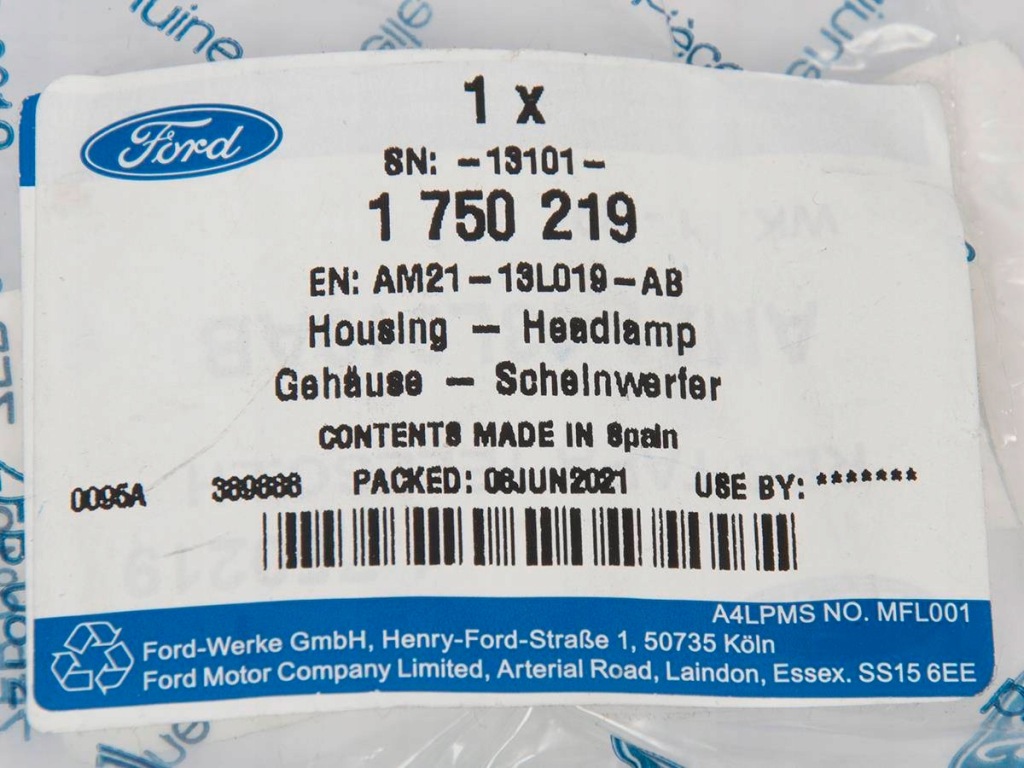 Ford
1 x
SN: -13101-
1 750 219
EN: AM21-13L019-AB
Housing - Headlamp
Gehäuse - Scheinwerfer
CONTENTS MADE IN Spain
0095A PACKED: 08JUN2021 USE BY: *******
A4LPMS NO. MFL001
Ford-Werke GmbH, Henry-Ford-Straße 1, 50735 Köln
Ford Motor Company Limited, Arterial Road, Laindon, Essex. SS15 6EE